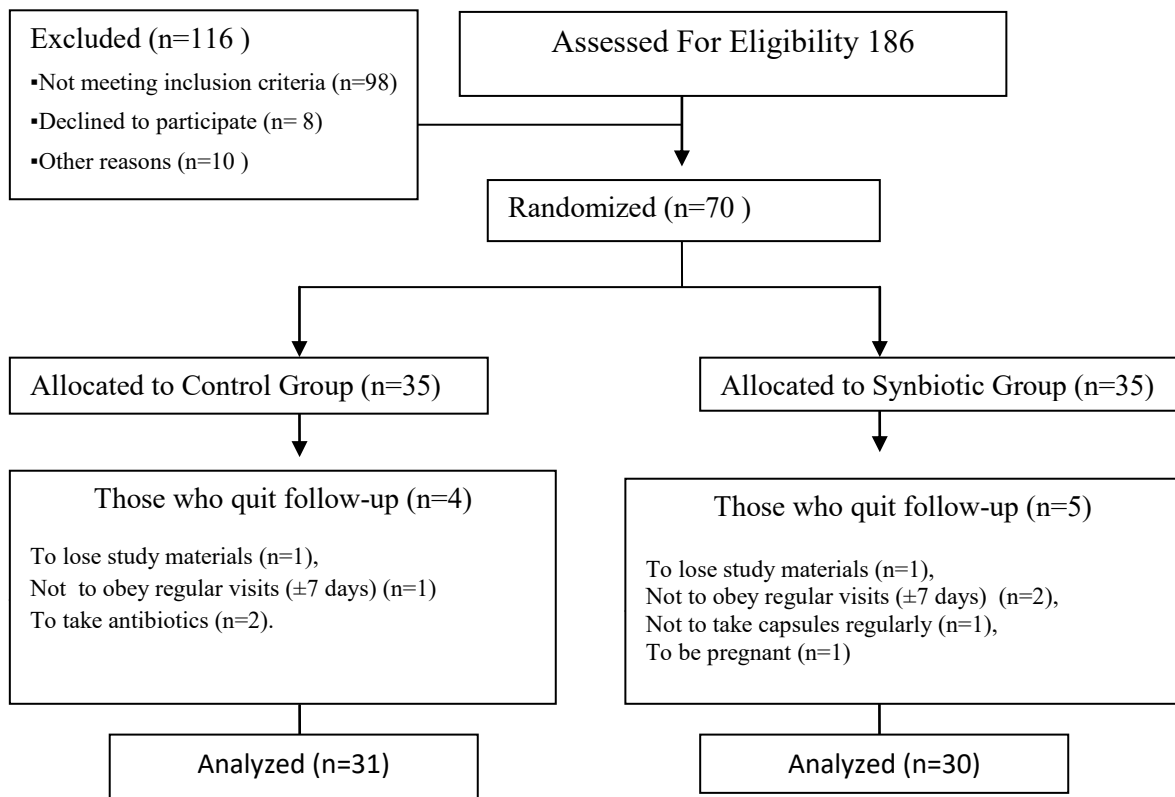 Excluded (n=116 )
▪Not meeting inclusion criteria (n=98)
▪Declined to participate (n= 8)
▪Other reasons (n=10 )
Assessed For Eligibility 186
Randomized (n=70 )
Allocated to Control Group (n=35)
Allocated to Synbiotic Group (n=35)
Those who quit follow-up (n=4)
To lose study materials (n=1),
Not to obey regular visits (±7 days) (n=1)
To take antibiotics (n=2).
Those who quit follow-up (n=5)
To lose study materials (n=1),
Not to obey regular visits (±7 days) (n=2),
Not to take capsules regularly (n=1),
To be pregnant (n=1)
Analyzed (n=31)
Analyzed (n=30)